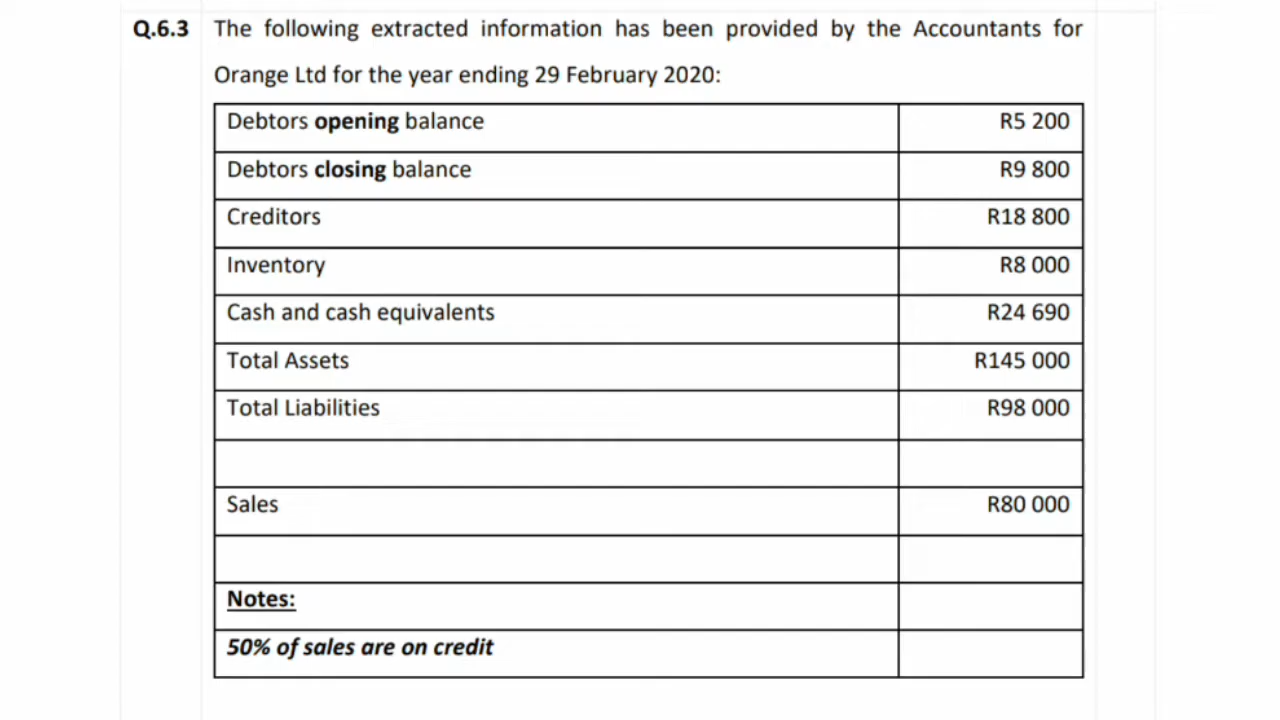 Q.6.3 The following extracted information has been provided by the Accountants for
Orange Ltd for the year ending 29 February 2020:
Debtors opening balance R5 200
Debtors closing balance R9 800
Creditors R18 800
Inventory R8 000
Cash and cash equivalents R24 690
Total Assets R145 000
Total Liabilities R98 000
Sales R80 000
Notes:
50% of sales are on credit